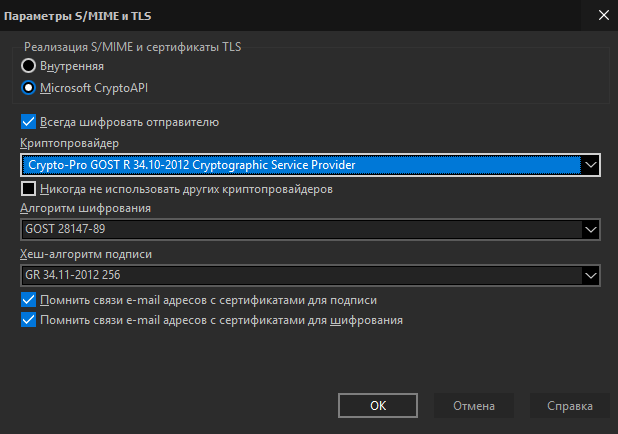 Параметры S/MIME и TLS
Реализация S/MIME и сертификаты TLS
Внутренняя
Microsoft CryptoAPI
Всегда шифровать отправителю
Криптопровайдер
Crypto-Pro GOST R 34.10-2012 Cryptographic Service Provider
Никогда не использовать других криптопровайдеров
Алгоритм шифрования
GOST 28147-89
Хеш-алгоритм подписи
GR 34.11-2012 256
Помнить связи e-mail адресов с сертификатами для подписи
Помнить связи e-mail адресов с сертификатами для шифрования
OK
Отмена
Справка